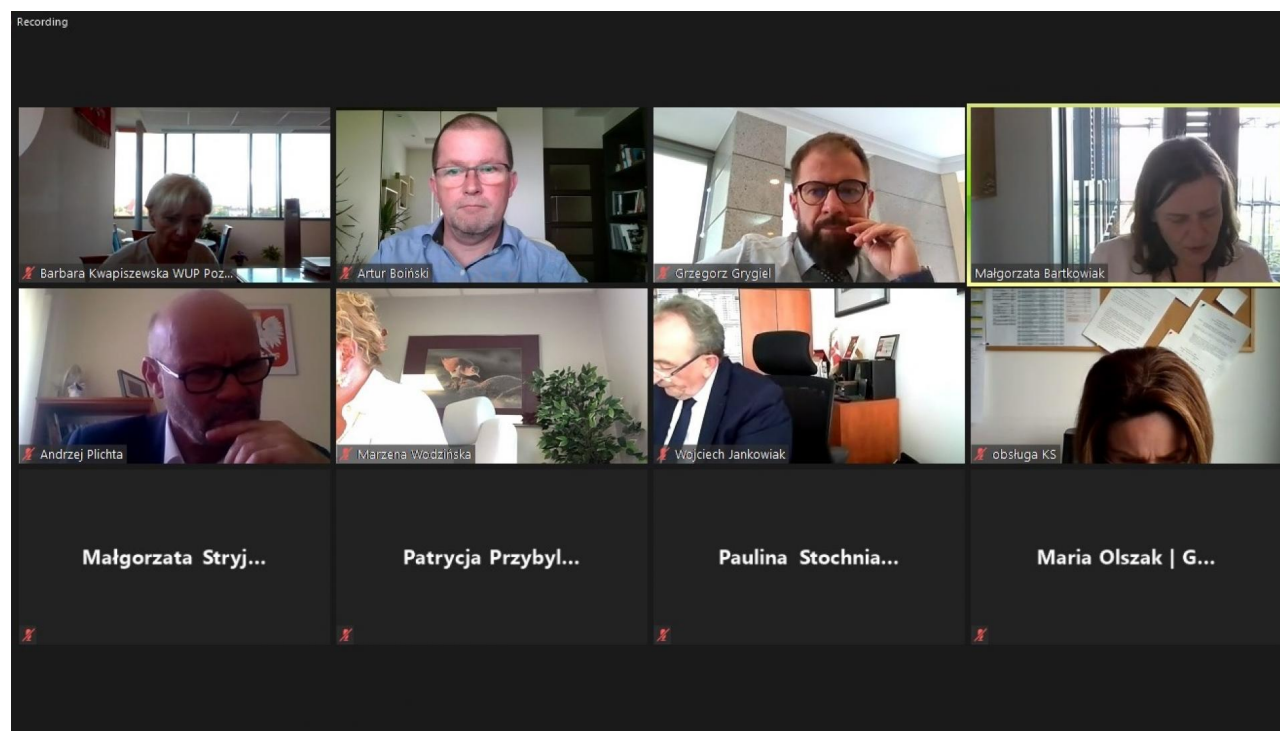 Recording
Barbara Kwapiszewska WUP Poz...
Artur Boiński
Grzegorz Grygiel
Małgorzata Bartkowiak
Andrzej Plichta
Marzena Wodzińska
Wojciech Jankowiak
obsługa KS
Małgorzata Stryj...
Patrycja Przybyl...
Paulina Stochnia...
Maria Olszak | G...